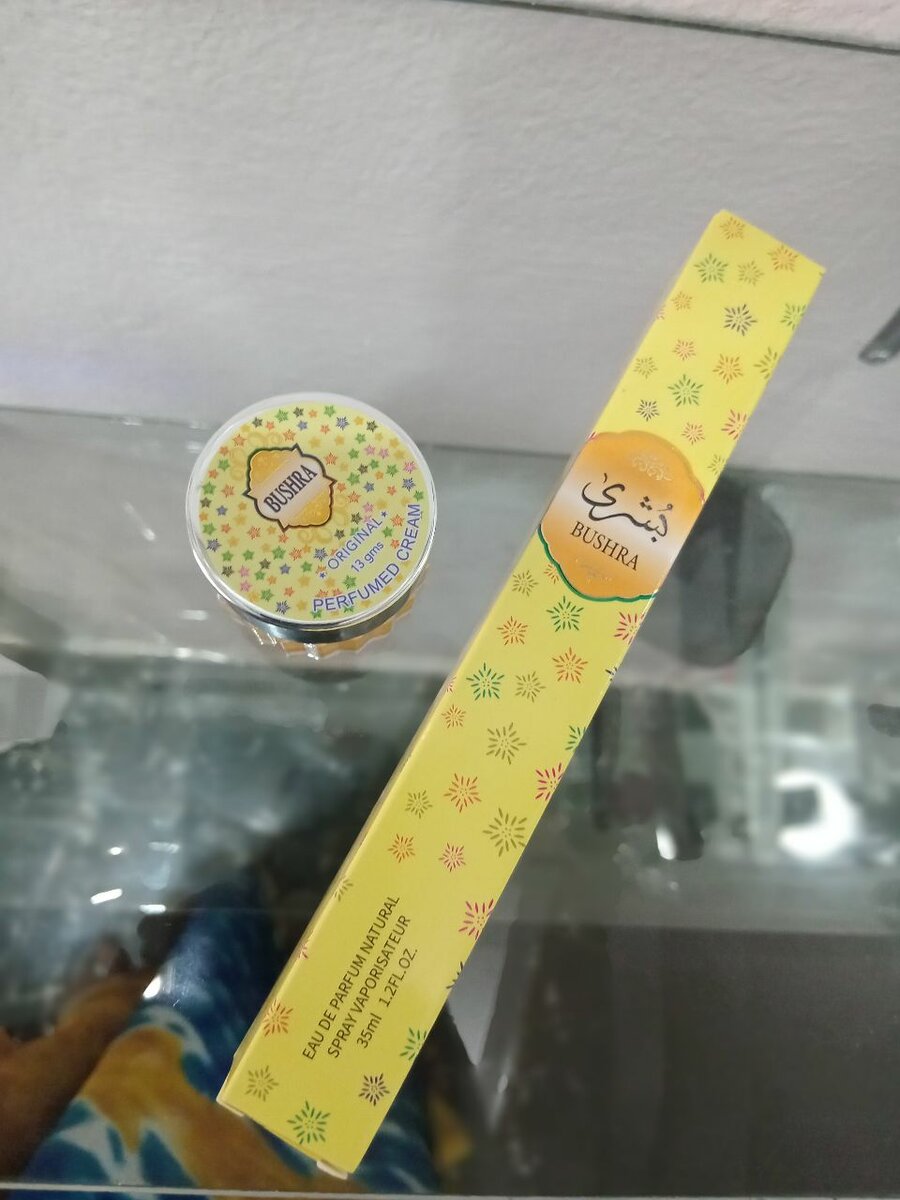 BUSHRA
ORIGINAL
13 gms
PERFUMED CREAM
بُشرى
BUSHRA
EAU DE PARFUM NATURAL
SPRAY VAPORISATEUR
35ml 1.2FL.OZ.